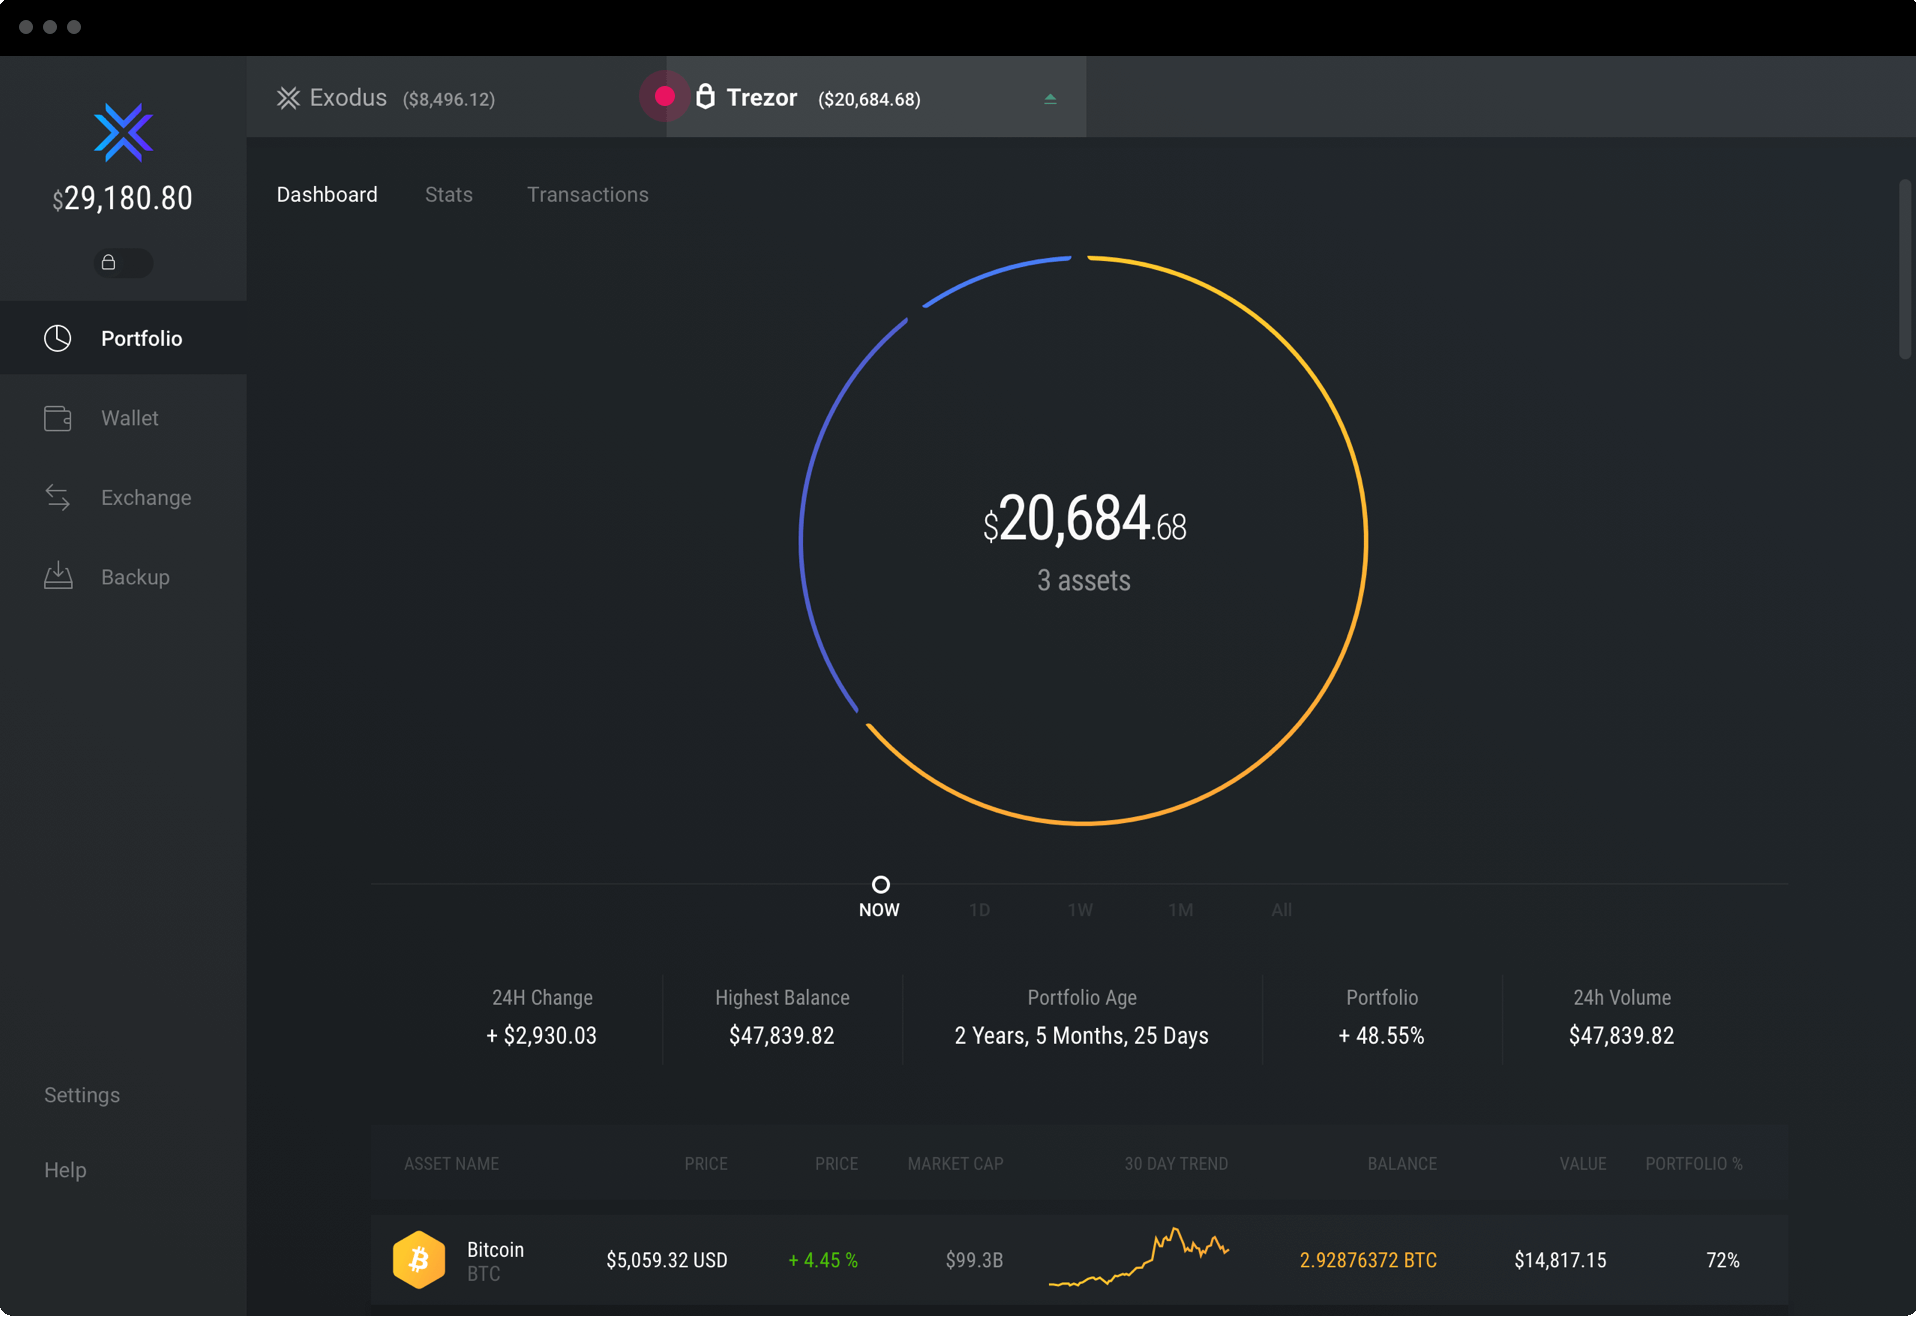 Exodus ($8,496.12)
Trezor ($20,684.68)
$29,180.80
Portfolio
Wallet
Exchange
Backup
Settings
Help
Dashboard Stats Transactions
$20,684.68
3 assets
NOW 1D 1W 1M All
24H Change Highest Balance Portfolio Age Portfolio 24h Volume
+ $2,930.03 $47,839.82 2 Years, 5 Months, 25 Days + 48.55% $47,839.82
ASSET NAME PRICE PRICE MARKET CAP 30 DAY TREND BALANCE VALUE PORTFOLIO %
Bitcoin
BTC
$5,059.32 USD + 4.45 % $99.3B 2.92876372 BTC $14,817.15 72%